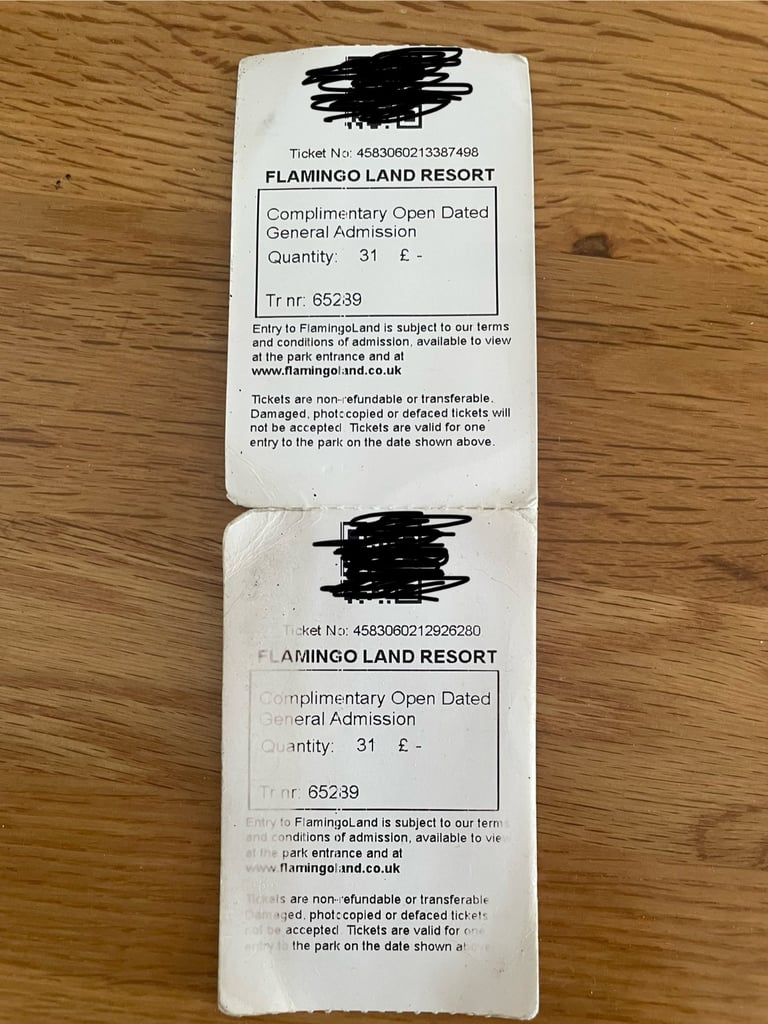 Ticket No: 4583060213387498
FLAMINGO LAND RESORT
Complimentary Open Dated
General Admission
Quantity: 31 £ -
Tr nr: 65289
Entry to FlamingoLand is subject to our terms
and conditions of admission, available to view
at the park entrance and at
www.flamingoland.co.uk
Tickets are non-refundable or transferable.
Damaged, photocopied or defaced tickets will
not be accepted. Tickets are valid for one
entry to the park on the date shown above.
Ticket No: 4583060212926280
FLAMINGO LAND RESORT
Complimentary Open Dated
General Admission
Quantity: 31 £ -
Tr nr: 65289
Entry to FlamingoLand is subject to our terms
and conditions of admission, available to vie
at the park entrance and at
www.flamingoland.co.uk
Tickets are non-refundable or transferable
Damaged, photocopied or defaced tickets
not be accepted. Tickets are valid for one
entry to the park on the date shown above